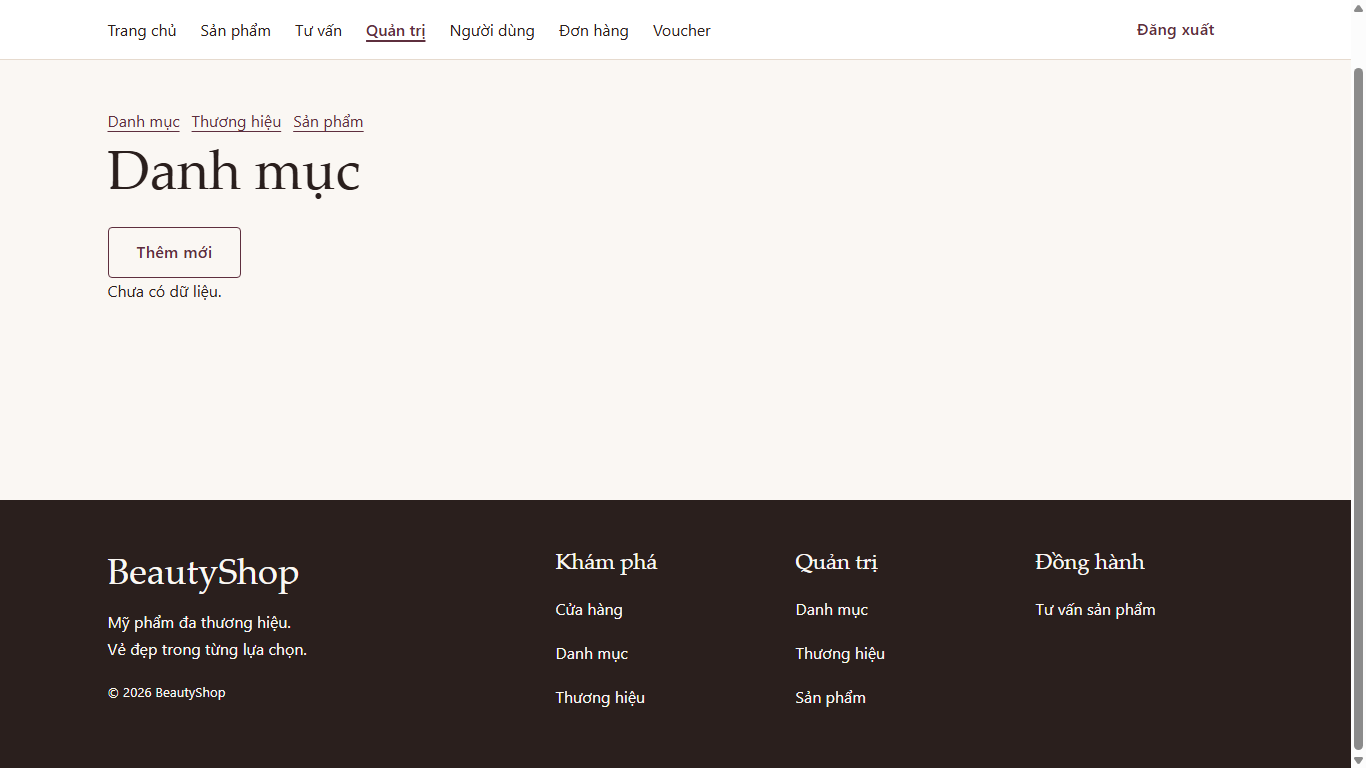 Trang chủ Sản phẩm Tư vấn Quản trị Người dùng Đơn hàng Voucher Đăng xuất
Danh mục Thương hiệu Sản phẩm
Danh mục
Thêm mới
Chưa có dữ liệu.
BeautyShop
Mỹ phẩm đa thương hiệu.
Vẻ đẹp trong từng lựa chọn.
© 2026 BeautyShop
Khám phá
Cửa hàng
Danh mục
Thương hiệu
Quản trị
Danh mục
Thương hiệu
Sản phẩm
Đồng hành
Tư vấn sản phẩm